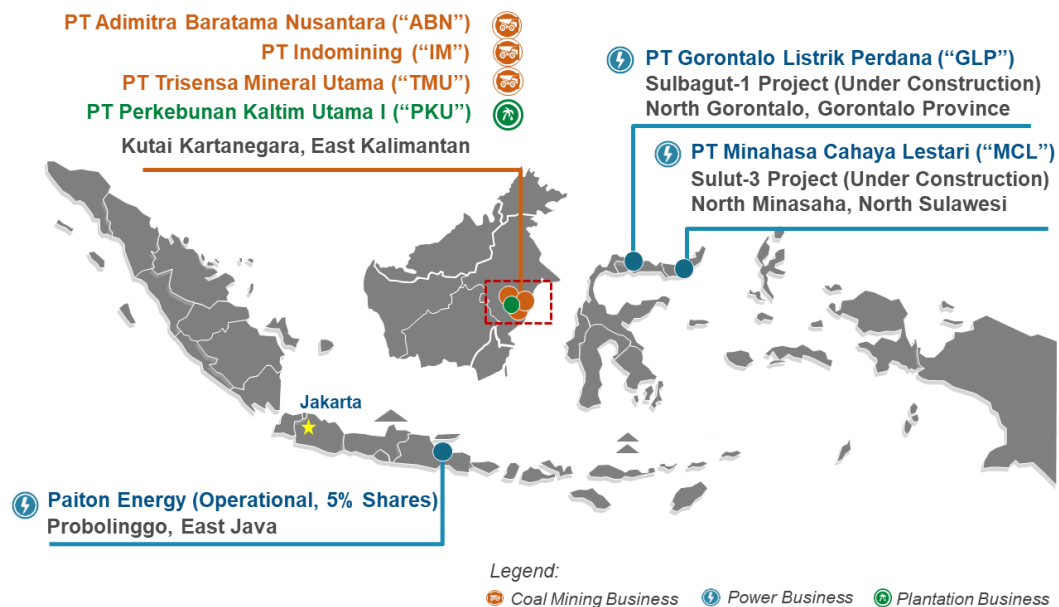 PT Adimitra Baratama Nusantara (“ABN”)
PT Indomining (“IM”)
PT Trisensa Mineral Utama (“TMU”)
PT Perkebunan Kaltim Utama I (“PKU”)
Kutai Kartanegara, East Kalimantan
PT Gorontalo Listrik Perdana (“GLP”)
Sulbagut-1 Project (Under Construction)
North Gorontalo, Gorontalo Province
PT Minahasa Cahaya Lestari (“MCL”)
Sulut-3 Project (Under Construction)
North Minasaha, North Sulawesi
Jakarta
Paiton Energy (Operational, 5% Shares)
Probolinggo, East Java
Legend:
Coal Mining Business
Power Business
Plantation Business